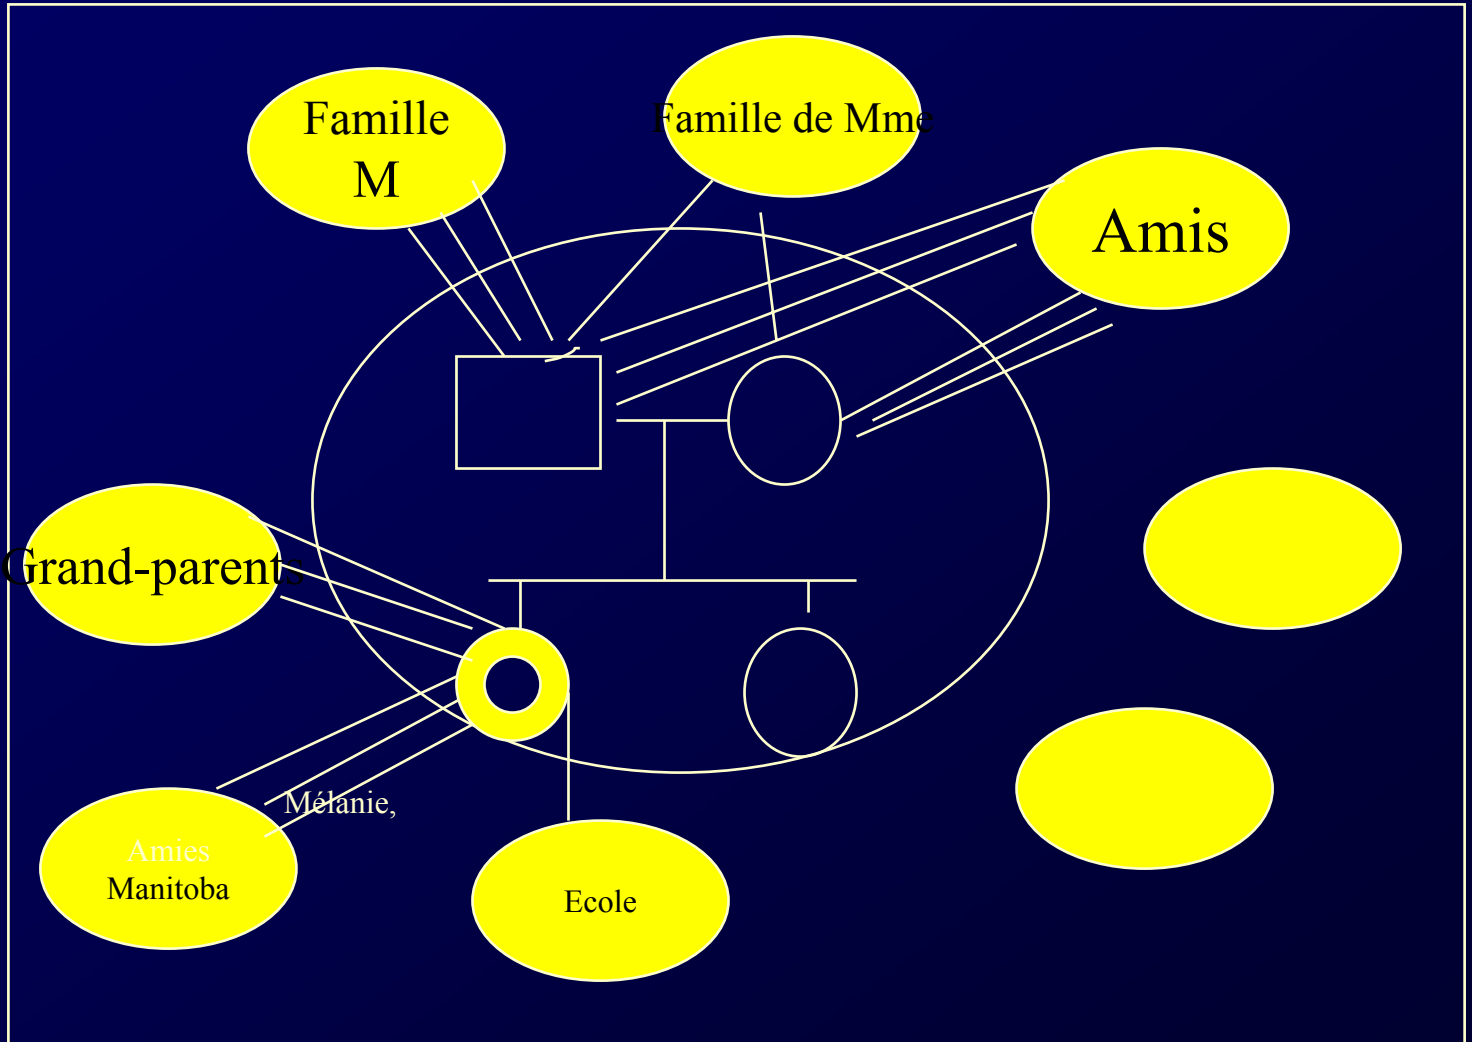 Famille
M
Famille de Mme
Amis
Grand-parents
Mélanie,
Amies
Manitoba
Ecole